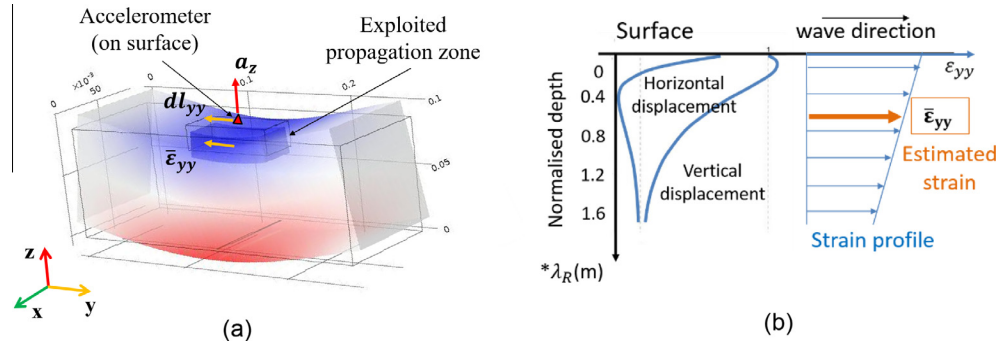 Accelerometer
(on surface)
Exploited
propagation zone
a_z
dl_yy
ε̅_yy
×10⁻³
0
50
0
0.1
0.2
0.1
0.05
0
z
x
y
(a)
Surface
wave direction
ε_yy
Normalised depth
0
0.4
0.8
1.2
1.6
1
Horizontal
displacement
Vertical
displacement
ε̅_yy
Estimated
strain
Strain profile
*λ_R(m)
(b)